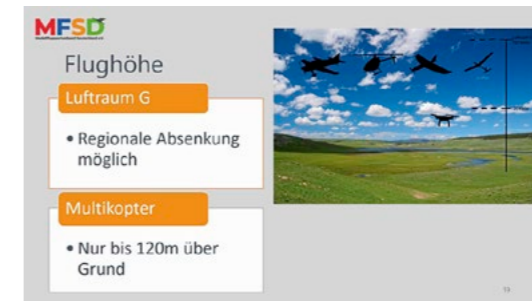 MFSD
Flughöhe
Luftraum G
• Regionale Absenkung
möglich
Multikopter
• Nur bis 120m über
Grund